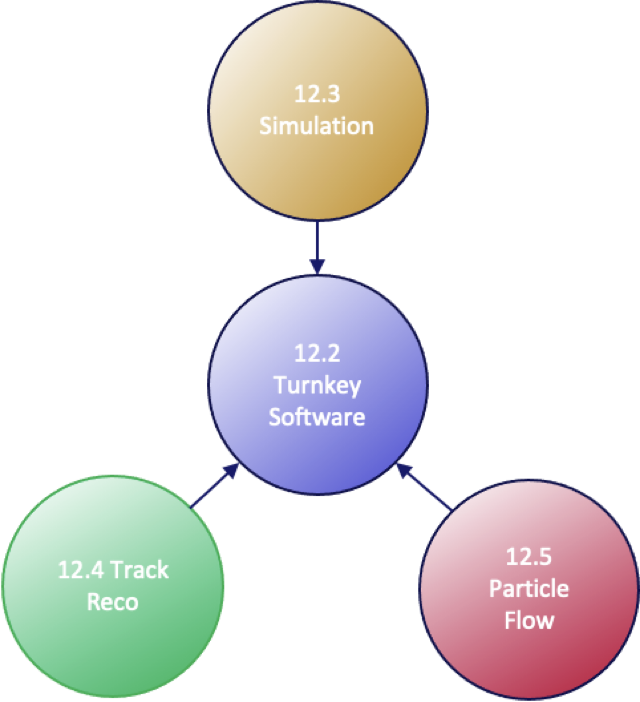 12.3
Simulation
12.2
Turnkey
Software
12.4 Track
Reco
12.5
Particle
Flow